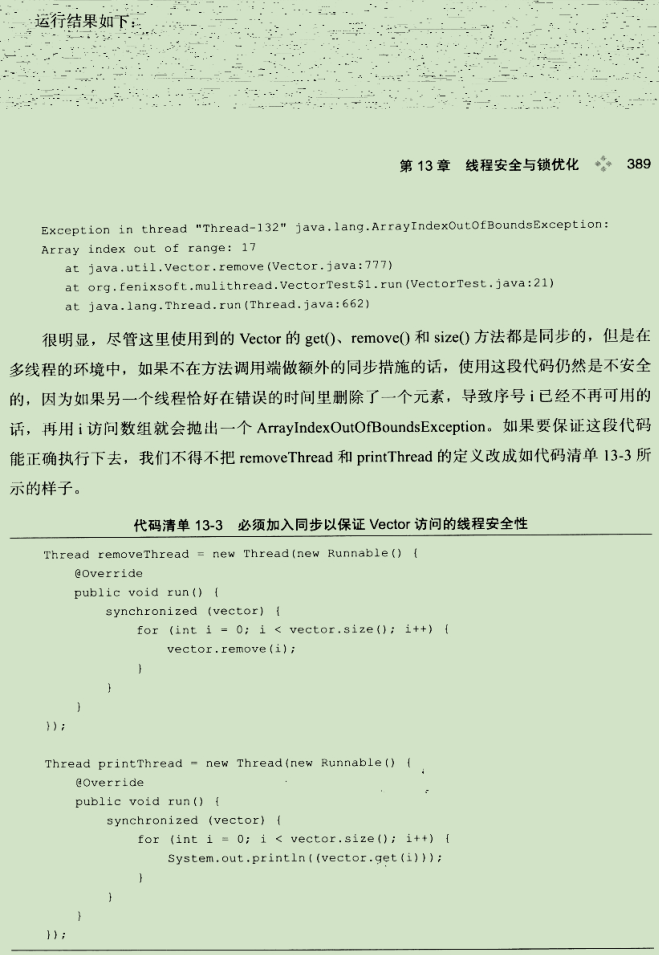 运行结果如下：
第 13 章 线程安全与锁优化 389
Exception in thread "Thread-132" java.lang.ArrayIndexOutOfBoundsException:
Array index out of range: 17
at java.util.Vector.remove(Vector.java:777)
at org.fenixsoft.mulithread.VectorTest$1.run(VectorTest.java:21)
at java.lang.Thread.run(Thread.java:662)
很明显，尽管这里使用到的 Vector 的 get()、remove() 和 size() 方法都是同步的，但是在
多线程的环境中，如果不在方法调用端做额外的同步措施的话，使用这段代码仍然是不安全
的，因为如果另一个线程恰好在错误的时间里删除了一个元素，导致序号 i 已经不再可用的
话，再用 i 访问数组就会抛出一个 ArrayIndexOutOfBoundsException。如果要保证这段代码
能正确执行下去，我们不得不把 removeThread 和 printThread 的定义改成如代码清单 13-3 所
示的样子。
代码清单 13-3 必须加入同步以保证 Vector 访问的线程安全性
Thread removeThread = new Thread(new Runnable() {
@Override
public void run() {
synchronized (vector) {
for (int i = 0; i < vector.size(); i++) {
vector.remove(i);
}
}
}
});
Thread printThread = new Thread(new Runnable() {
@Override
public void run() {
synchronized (vector) {
for (int i = 0; i < vector.size(); i++) {
System.out.println((vector.get(i)));
}
}
}
});